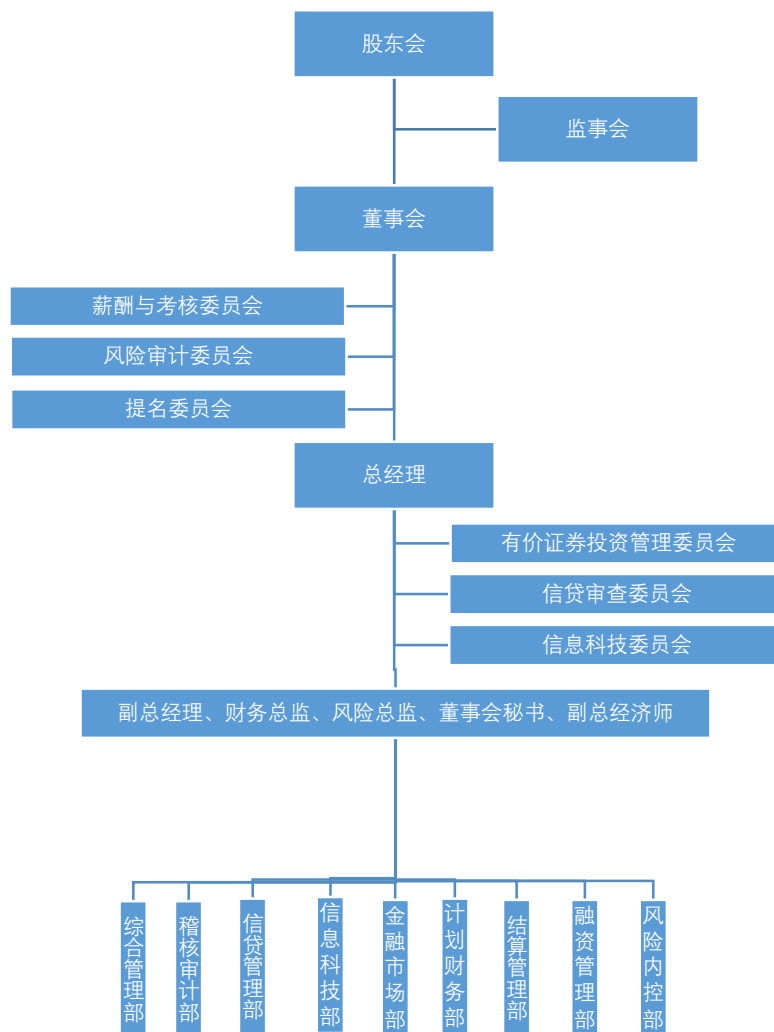 股东会
监事会
董事会
薪酬与考核委员会
风险审计委员会
提名委员会
总经理
有价证券投资管理委员会
信贷审查委员会
信息科技委员会
副总经理、财务总监、风险总监、董事会秘书、副总经济师
综合管理部
稽核审计部
信贷管理部
信息科技部
金融市场部
计划财务部
结算管理部
融资管理部
风险内控部